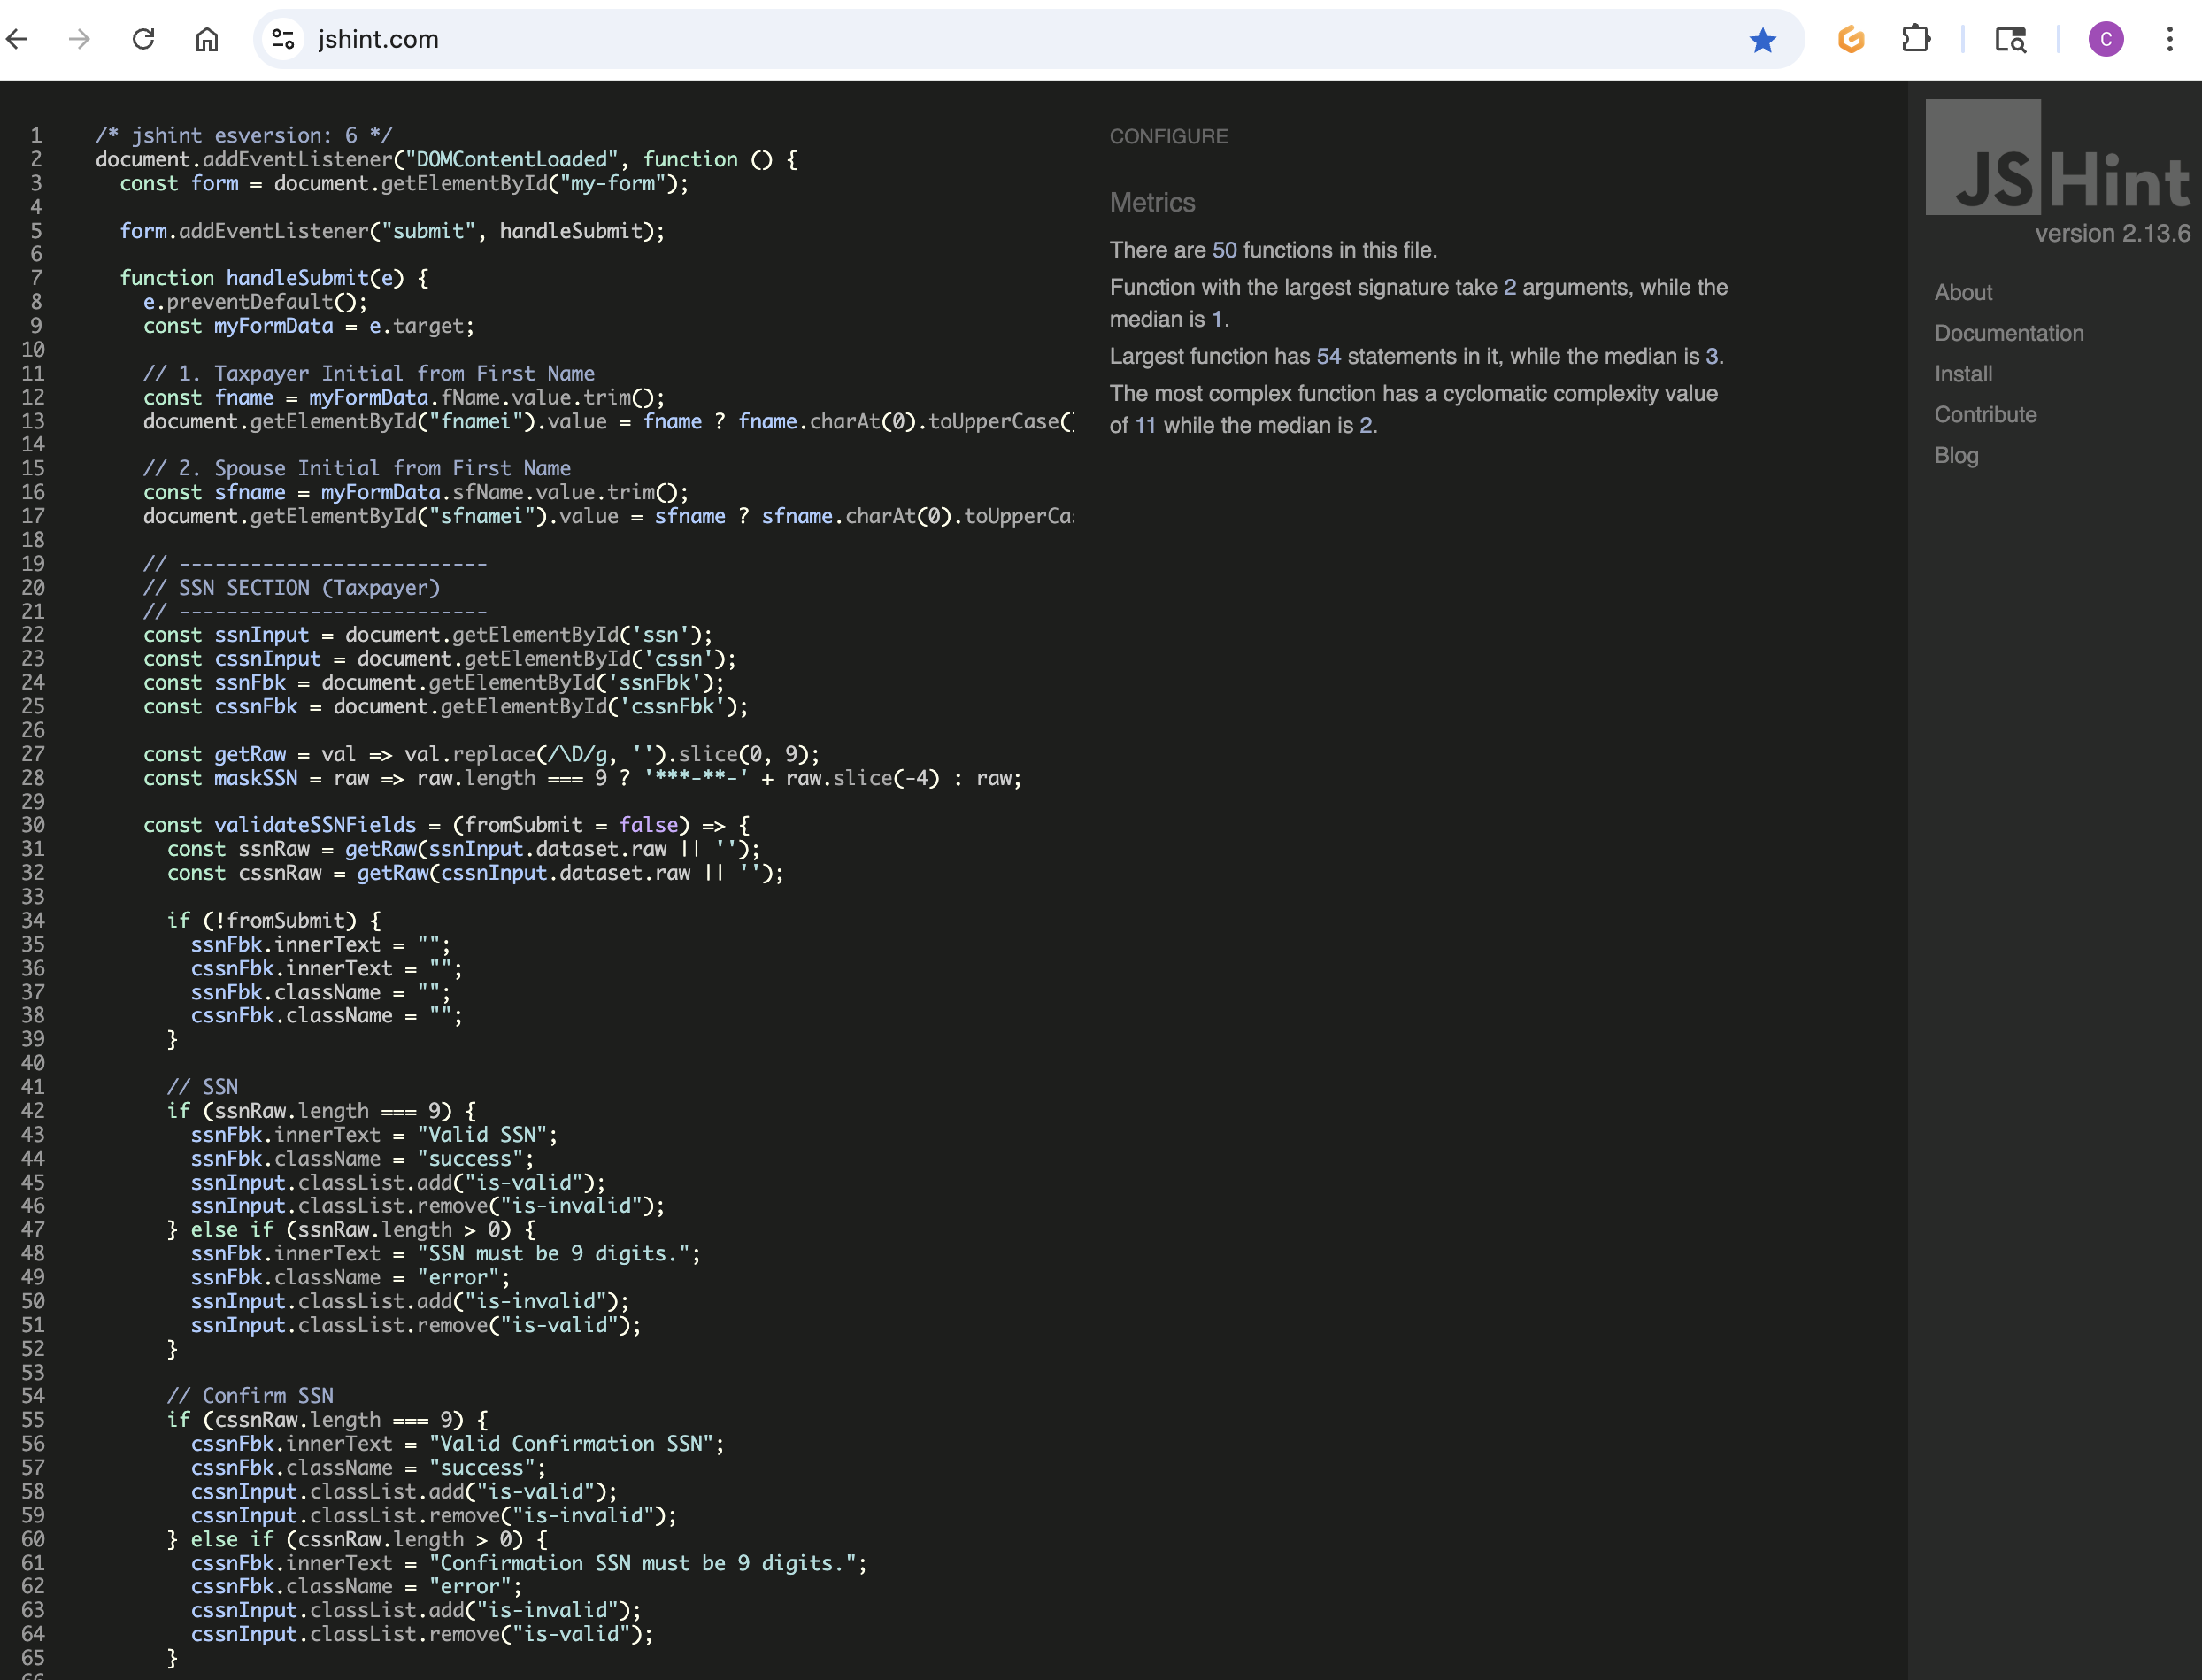 jshint.com
C
1 /* jshint esversion: 6 */
2 document.addEventListener("DOMContentLoaded", function () {
3 const form = document.getElementById("my-form");
4
5 form.addEventListener("submit", handleSubmit);
6
7 function handleSubmit(e) {
8 e.preventDefault();
9 const myFormData = e.target;
10
11 // 1. Taxpayer Initial from First Name
12 const fname = myFormData.fName.value.trim();
13 document.getElementById("fnamei").value = fname ? fname.charAt(0).toUpperCase()
14
15 // 2. Spouse Initial from First Name
16 const sfname = myFormData.sfName.value.trim();
17 document.getElementById("sfnamei").value = sfname ? sfname.charAt(0).toUpperCas
18
19 // --------------------------
20 // SSN SECTION (Taxpayer)
21 // --------------------------
22 const ssnInput = document.getElementById('ssn');
23 const cssnInput = document.getElementById('cssn');
24 const ssnFbk = document.getElementById('ssnFbk');
25 const cssnFbk = document.getElementById('cssnFbk');
26
27 const getRaw = val => val.replace(/\D/g, '').slice(0, 9);
28 const maskSSN = raw => raw.length === 9 ? '***-**-' + raw.slice(-4) : raw;
29
30 const validateSSNFields = (fromSubmit = false) => {
31 const ssnRaw = getRaw(ssnInput.dataset.raw || '');
32 const cssnRaw = getRaw(cssnInput.dataset.raw || '');
33
34 if (!fromSubmit) {
35 ssnFbk.innerText = "";
36 cssnFbk.innerText = "";
37 ssnFbk.className = "";
38 cssnFbk.className = "";
39 }
40
41 // SSN
42 if (ssnRaw.length === 9) {
43 ssnFbk.innerText = "Valid SSN";
44 ssnFbk.className = "success";
45 ssnInput.classList.add("is-valid");
46 ssnInput.classList.remove("is-invalid");
47 } else if (ssnRaw.length > 0) {
48 ssnFbk.innerText = "SSN must be 9 digits.";
49 ssnFbk.className = "error";
50 ssnInput.classList.add("is-invalid");
51 ssnInput.classList.remove("is-valid");
52 }
53
54 // Confirm SSN
55 if (cssnRaw.length === 9) {
56 cssnFbk.innerText = "Valid Confirmation SSN";
57 cssnFbk.className = "success";
58 cssnInput.classList.add("is-valid");
59 cssnInput.classList.remove("is-invalid");
60 } else if (cssnRaw.length > 0) {
61 cssnFbk.innerText = "Confirmation SSN must be 9 digits.";
62 cssnFbk.className = "error";
63 cssnInput.classList.add("is-invalid");
64 cssnInput.classList.remove("is-valid");
65 }
CONFIGURE
Metrics
There are 50 functions in this file.
Function with the largest signature take 2 arguments, while the
median is 1.
Largest function has 54 statements in it, while the median is 3.
The most complex function has a cyclomatic complexity value
of 11 while the median is 2.
JSHint
version 2.13.6
About
Documentation
Install
Contribute
Blog